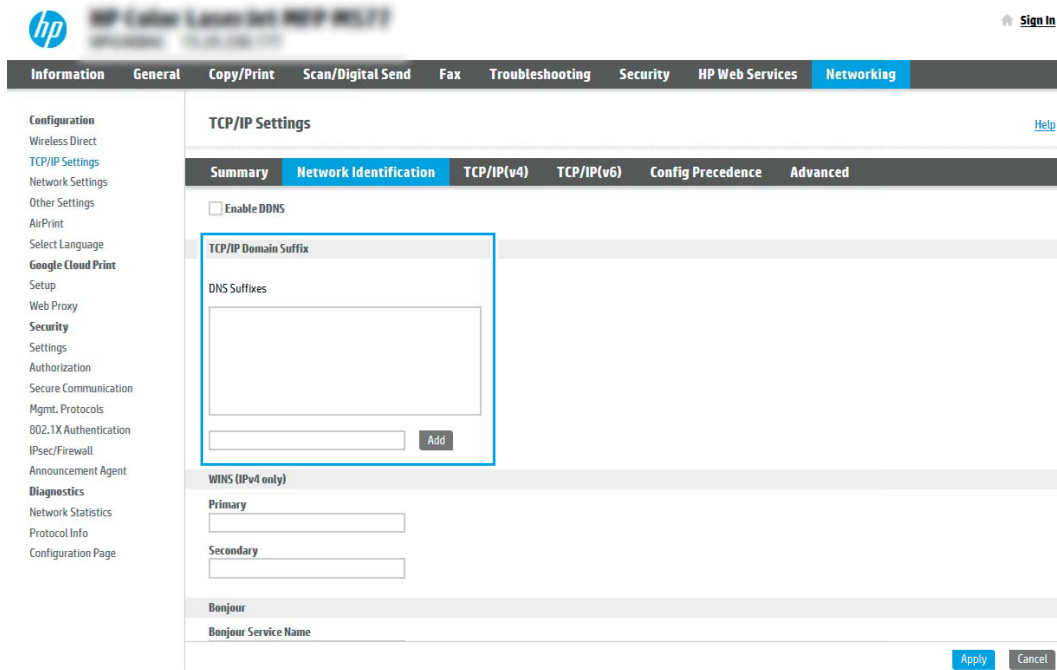 hp
Sign In
Information General Copy/Print Scan/Digital Send Fax Troubleshooting Security HP Web Services Networking
Configuration
Wireless Direct
TCP/IP Settings
Network Settings
Other Settings
AirPrint
Select Language
Google Cloud Print
Setup
Web Proxy
Security
Settings
Authorization
Secure Communication
Mgmt. Protocols
802.1X Authentication
IPsec/Firewall
Announcement Agent
Diagnostics
Network Statistics
Protocol Info
Configuration Page
TCP/IP Settings
Help
Summary Network Identification TCP/IP(v4) TCP/IP(v6) Config Precedence Advanced
Enable DDNS
TCP/IP Domain Suffix
DNS Suffixes
Add
WINS (IPv4 only)
Primary
Secondary
Bonjour
Bonjour Service Name
Apply Cancel